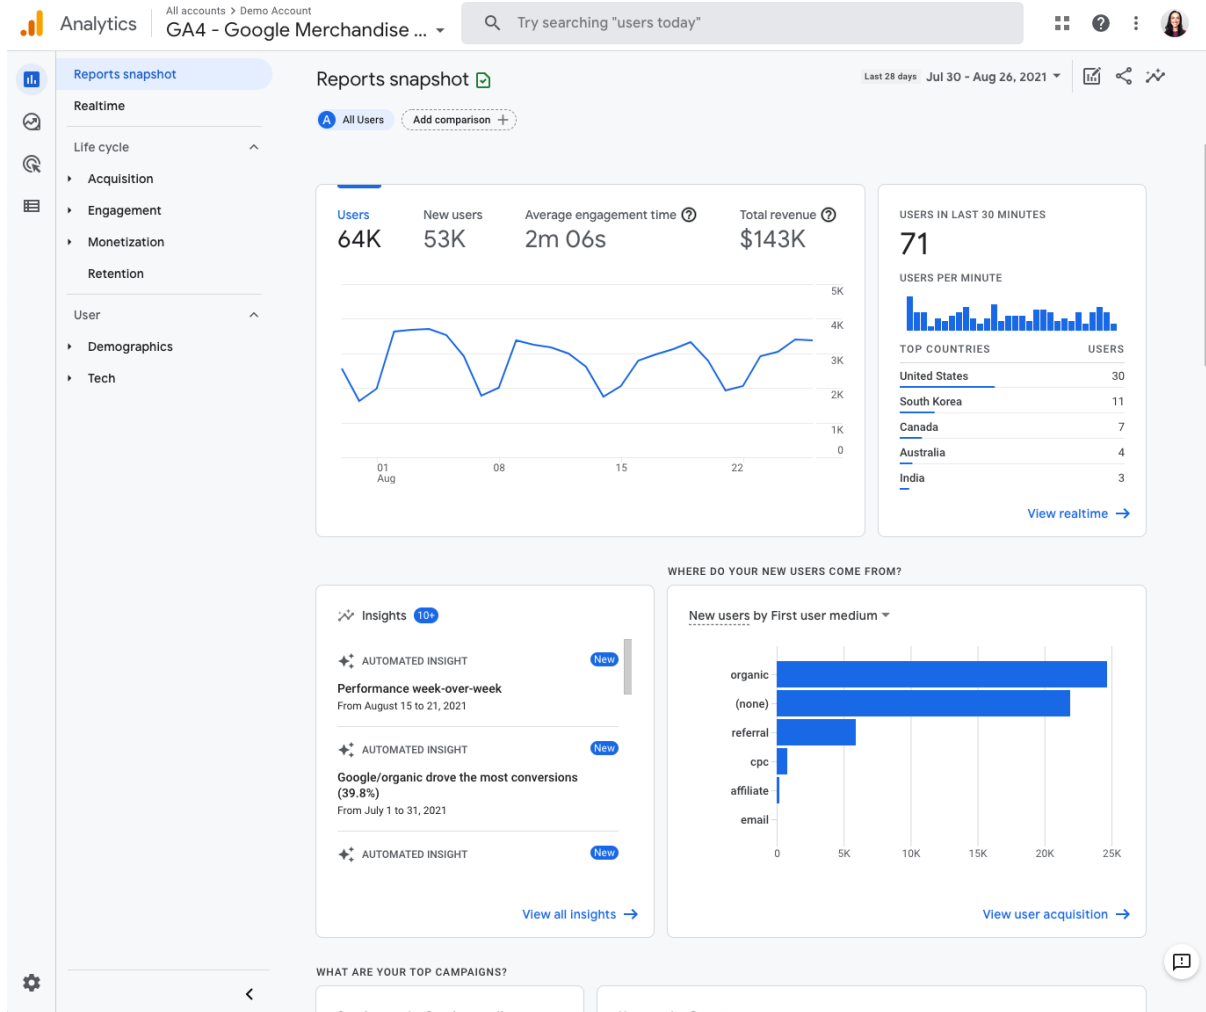 Analytics
All accounts > Demo Account
GA4 - Google Merchandise ...
Try searching "users today"
Reports snapshot
Realtime
Life cycle
Acquisition
Engagement
Monetization
Retention
User
Demographics
Tech
Reports snapshot
Last 28 days Jul 30 - Aug 26, 2021
A All Users
Add comparison +
Users
64K
New users
53K
Average engagement time
2m 06s
Total revenue
$143K
5K
4K
3K
2K
1K
0
01 08 15 22
Aug
USERS IN LAST 30 MINUTES
71
USERS PER MINUTE
TOP COUNTRIES USERS
United States 30
South Korea 11
Canada 7
Australia 4
India 3
View realtime
Insights 10+
AUTOMATED INSIGHT New
Performance week-over-week
From August 15 to 21, 2021
AUTOMATED INSIGHT New
Google/organic drove the most conversions
(39.8%)
From July 1 to 31, 2021
AUTOMATED INSIGHT New
View all insights
WHERE DO YOUR NEW USERS COME FROM?
New users by First user medium
organic
(none)
referral
cpc
affiliate
email
0 5K 10K 15K 20K 25K
View user acquisition
WHAT ARE YOUR TOP CAMPAIGNS?